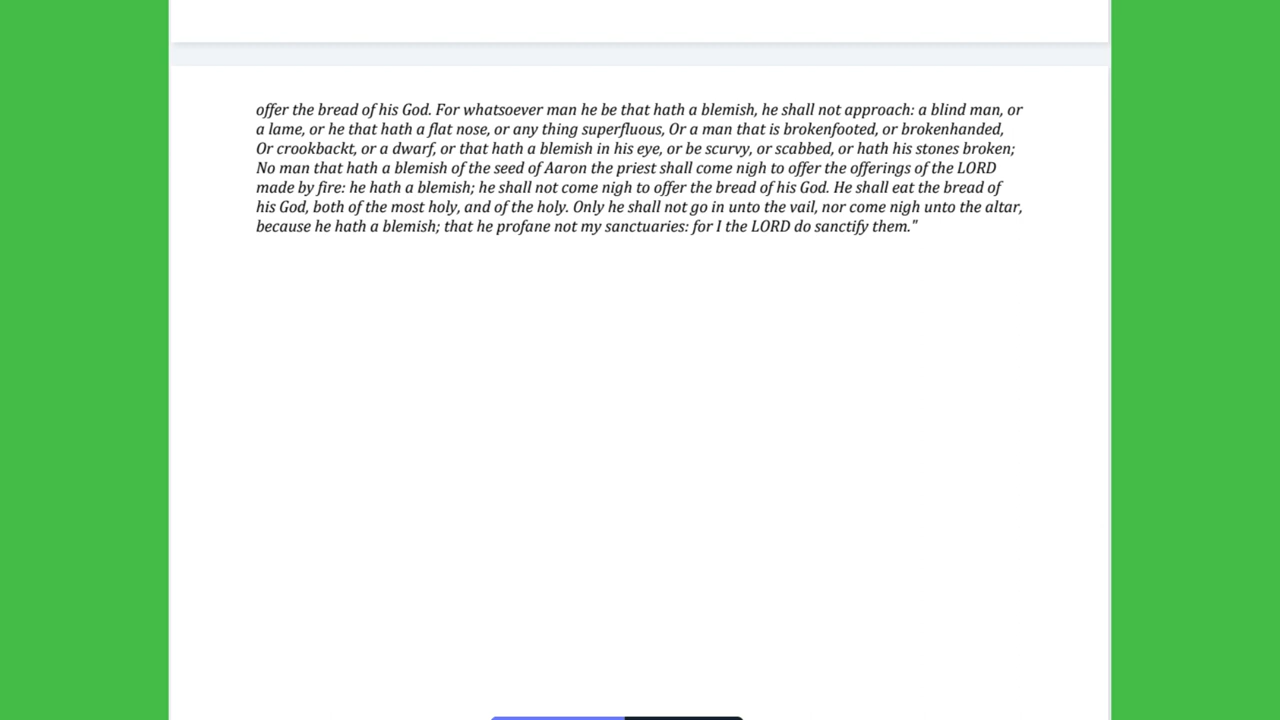 offer the bread of his God. For whatsoever man he be that hath a blemish, he shall not approach: a blind man, or
a lame, or he that hath a flat nose, or any thing superfluous, Or a man that is brokenfooted, or brokenhanded,
Or crookbackt, or a dwarf, or that hath a blemish in his eye, or be scurvy, or scabbed, or hath his stones broken;
No man that hath a blemish of the seed of Aaron the priest shall come nigh to offer the offerings of the LORD
made by fire: he hath a blemish; he shall not come nigh to offer the bread of his God. He shall eat the bread of
his God, both of the most holy, and of the holy. Only he shall not go in unto the vail, nor come nigh unto the altar,
because he hath a blemish; that he profane not my sanctuaries: for I the LORD do sanctify them."